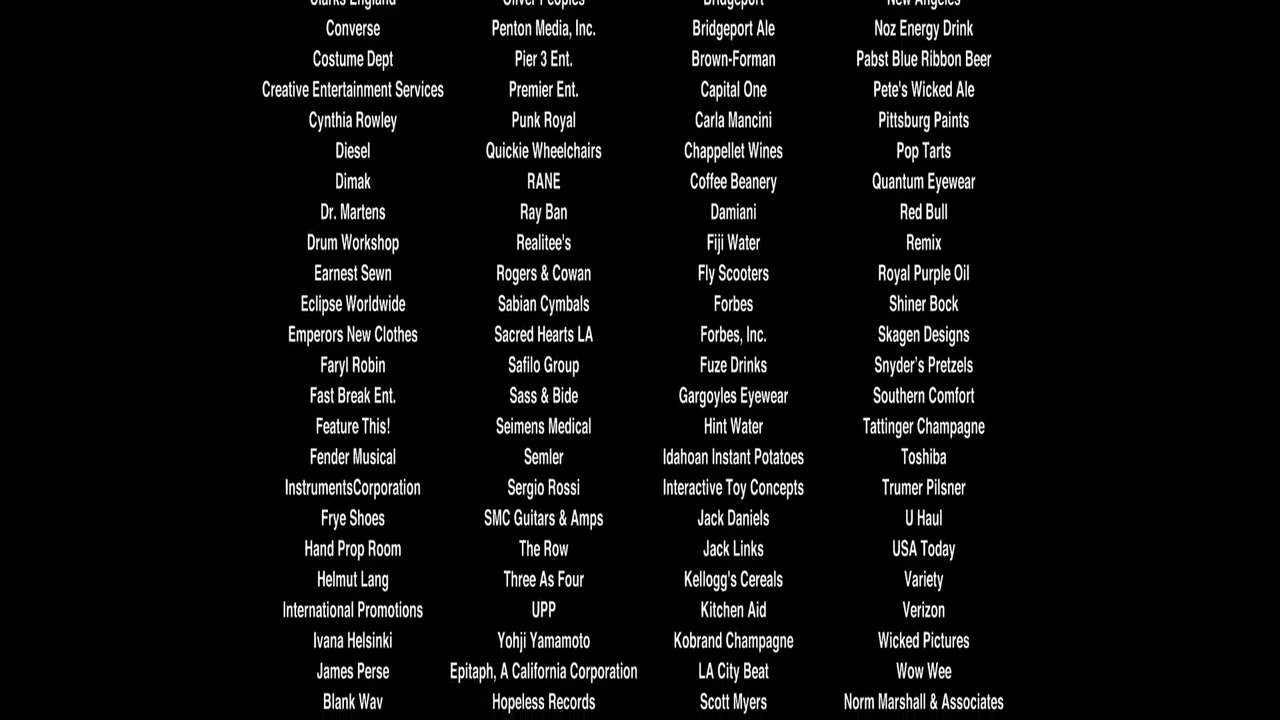 Clarks England Oliver Peoples Bridgeport New Angeles
Converse Penton Media, Inc. Bridgeport Ale Noz Energy Drink
Costume Dept Pier 3 Ent. Brown-Forman Pabst Blue Ribbon Beer
Creative Entertainment Services Premier Ent. Capital One Pete's Wicked Ale
Cynthia Rowley Punk Royal Carla Mancini Pittsburg Paints
Diesel Quickie Wheelchairs Chappellet Wines Pop Tarts
Dimak RANE Coffee Beanery Quantum Eyewear
Dr. Martens Ray Ban Damiani Red Bull
Drum Workshop Realitee's Fiji Water Remix
Earnest Sewn Rogers & Cowan Fly Scooters Royal Purple Oil
Eclipse Worldwide Sabian Cymbals Forbes Shiner Bock
Emperors New Clothes Sacred Hearts LA Forbes, Inc. Skagen Designs
Faryl Robin Safilo Group Fuze Drinks Snyder's Pretzels
Fast Break Ent. Sass & Bide Gargoyles Eyewear Southern Comfort
Feature This! Seimens Medical Hint Water Tattinger Champagne
Fender Musical Semler Idahoan Instant Potatoes Toshiba
InstrumentsCorporation Sergio Rossi Interactive Toy Concepts Trumer Pilsner
Frye Shoes SMC Guitars & Amps Jack Daniels U Haul
Hand Prop Room The Row Jack Links USA Today
Helmut Lang Three As Four Kellogg's Cereals Variety
International Promotions UPP Kitchen Aid Verizon
Ivana Helsinki Yohji Yamamoto Kobrand Champagne Wicked Pictures
James Perse Epitaph, A California Corporation LA City Beat Wow Wee
Blank Wav Hopeless Records Scott Myers Norm Marshall & Associates